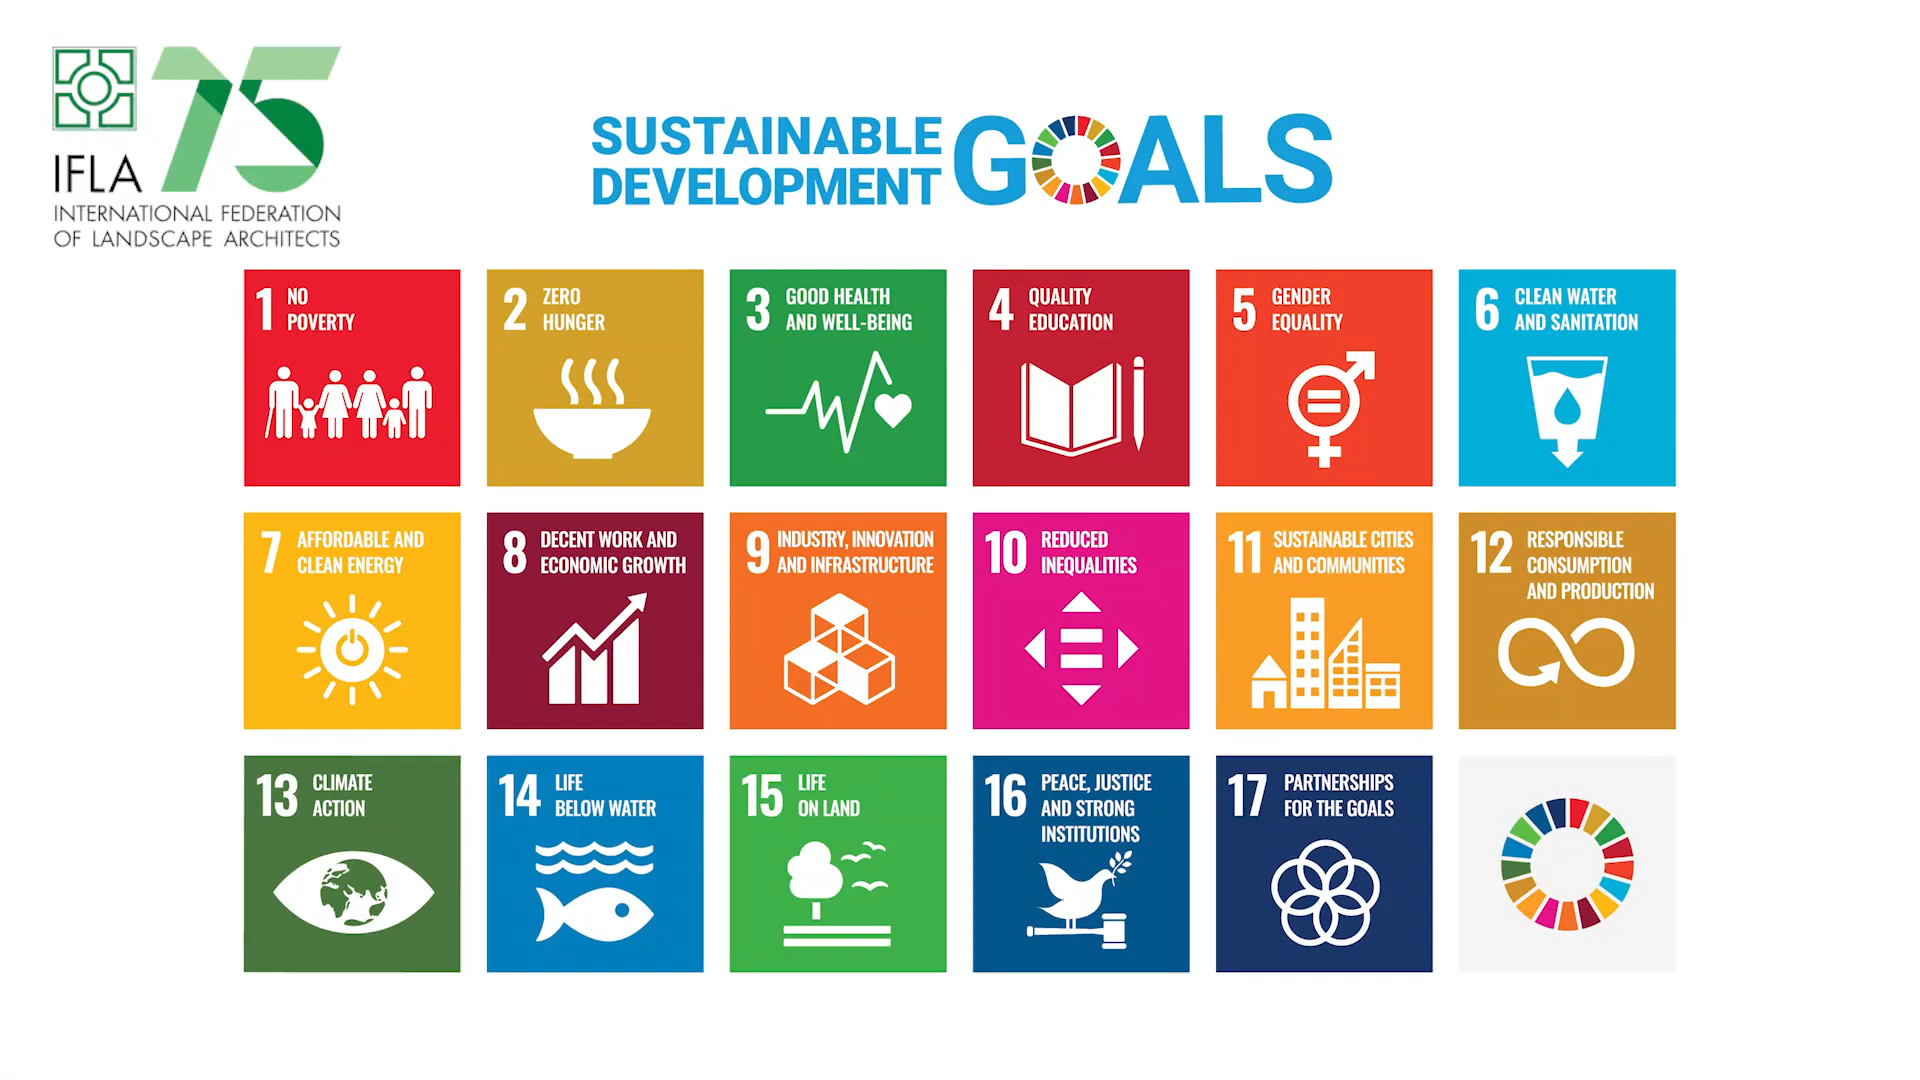 75
IFLA
INTERNATIONAL FEDERATION
OF LANDSCAPE ARCHITECTS
SUSTAINABLE
DEVELOPMENT
GOALS
1 NO
POVERTY
2 ZERO
HUNGER
3 GOOD HEALTH
AND WELL-BEING
4 QUALITY
EDUCATION
5 GENDER
EQUALITY
6 CLEAN WATER
AND SANITATION
7 AFFORDABLE AND
CLEAN ENERGY
8 DECENT WORK AND
ECONOMIC GROWTH
9 INDUSTRY, INNOVATION
AND INFRASTRUCTURE
10 REDUCED
INEQUALITIES
11 SUSTAINABLE CITIES
AND COMMUNITIES
12 RESPONSIBLE
CONSUMPTION
AND PRODUCTION
13 CLIMATE
ACTION
14 LIFE
BELOW WATER
15 LIFE
ON LAND
16 PEACE, JUSTICE
AND STRONG
INSTITUTIONS
17 PARTNERSHIPS
FOR THE GOALS